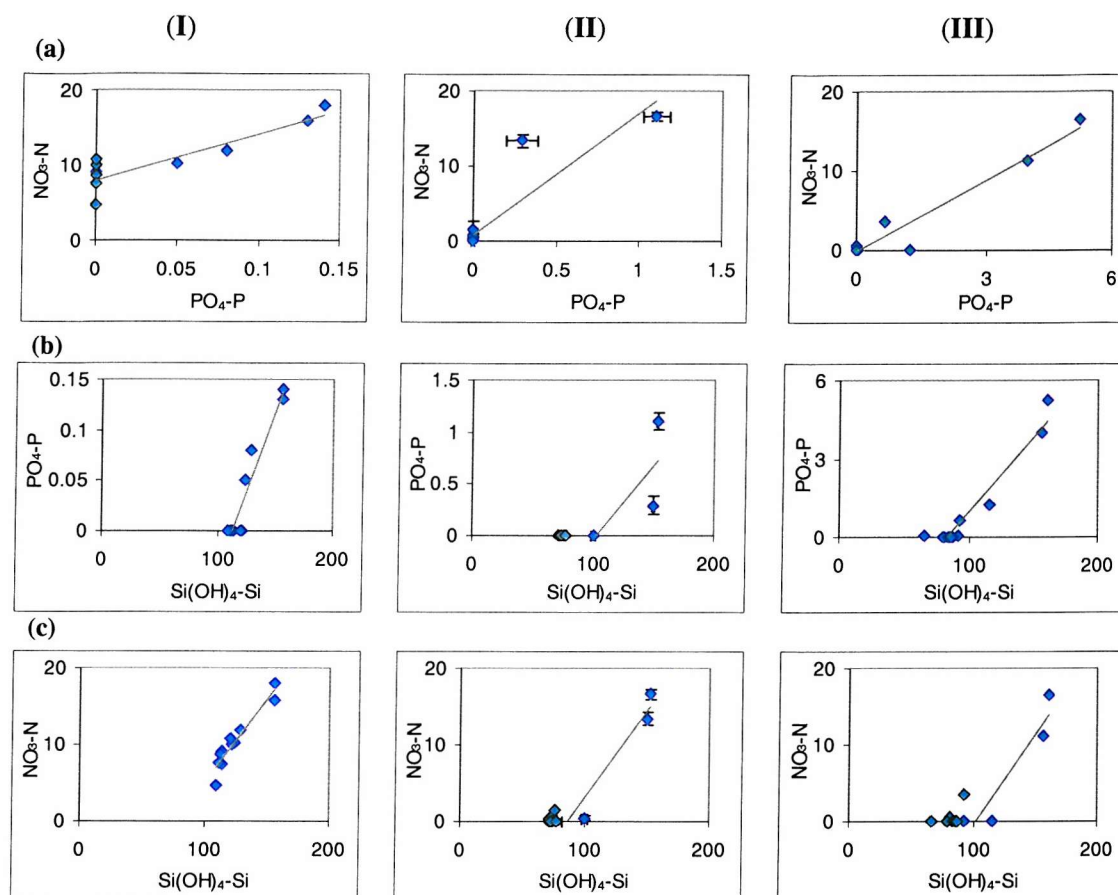 (I) (II) (III)
(a)
NO₃-N
20
10
0
0 0.05 0.1 0.15
PO₄-P
NO₃-N
20
10
0
0 0.5 1 1.5
PO₄-P
NO₃-N
20
10
0
0 3 6
PO₄-P
(b)
PO₄-P
0.15
0.1
0.05
0
0 100 200
Si(OH)₄-Si
PO₄-P
1.5
1
0.5
0
0 100 200
Si(OH)₄-Si
PO₄-P
6
3
0
0 100 200
Si(OH)₄-Si
(c)
NO₃-N
20
10
0
0 100 200
Si(OH)₄-Si
NO₃-N
20
10
0
0 100 200
Si(OH)₄-Si
NO₃-N
20
10
0
0 100 200
Si(OH)₄-Si